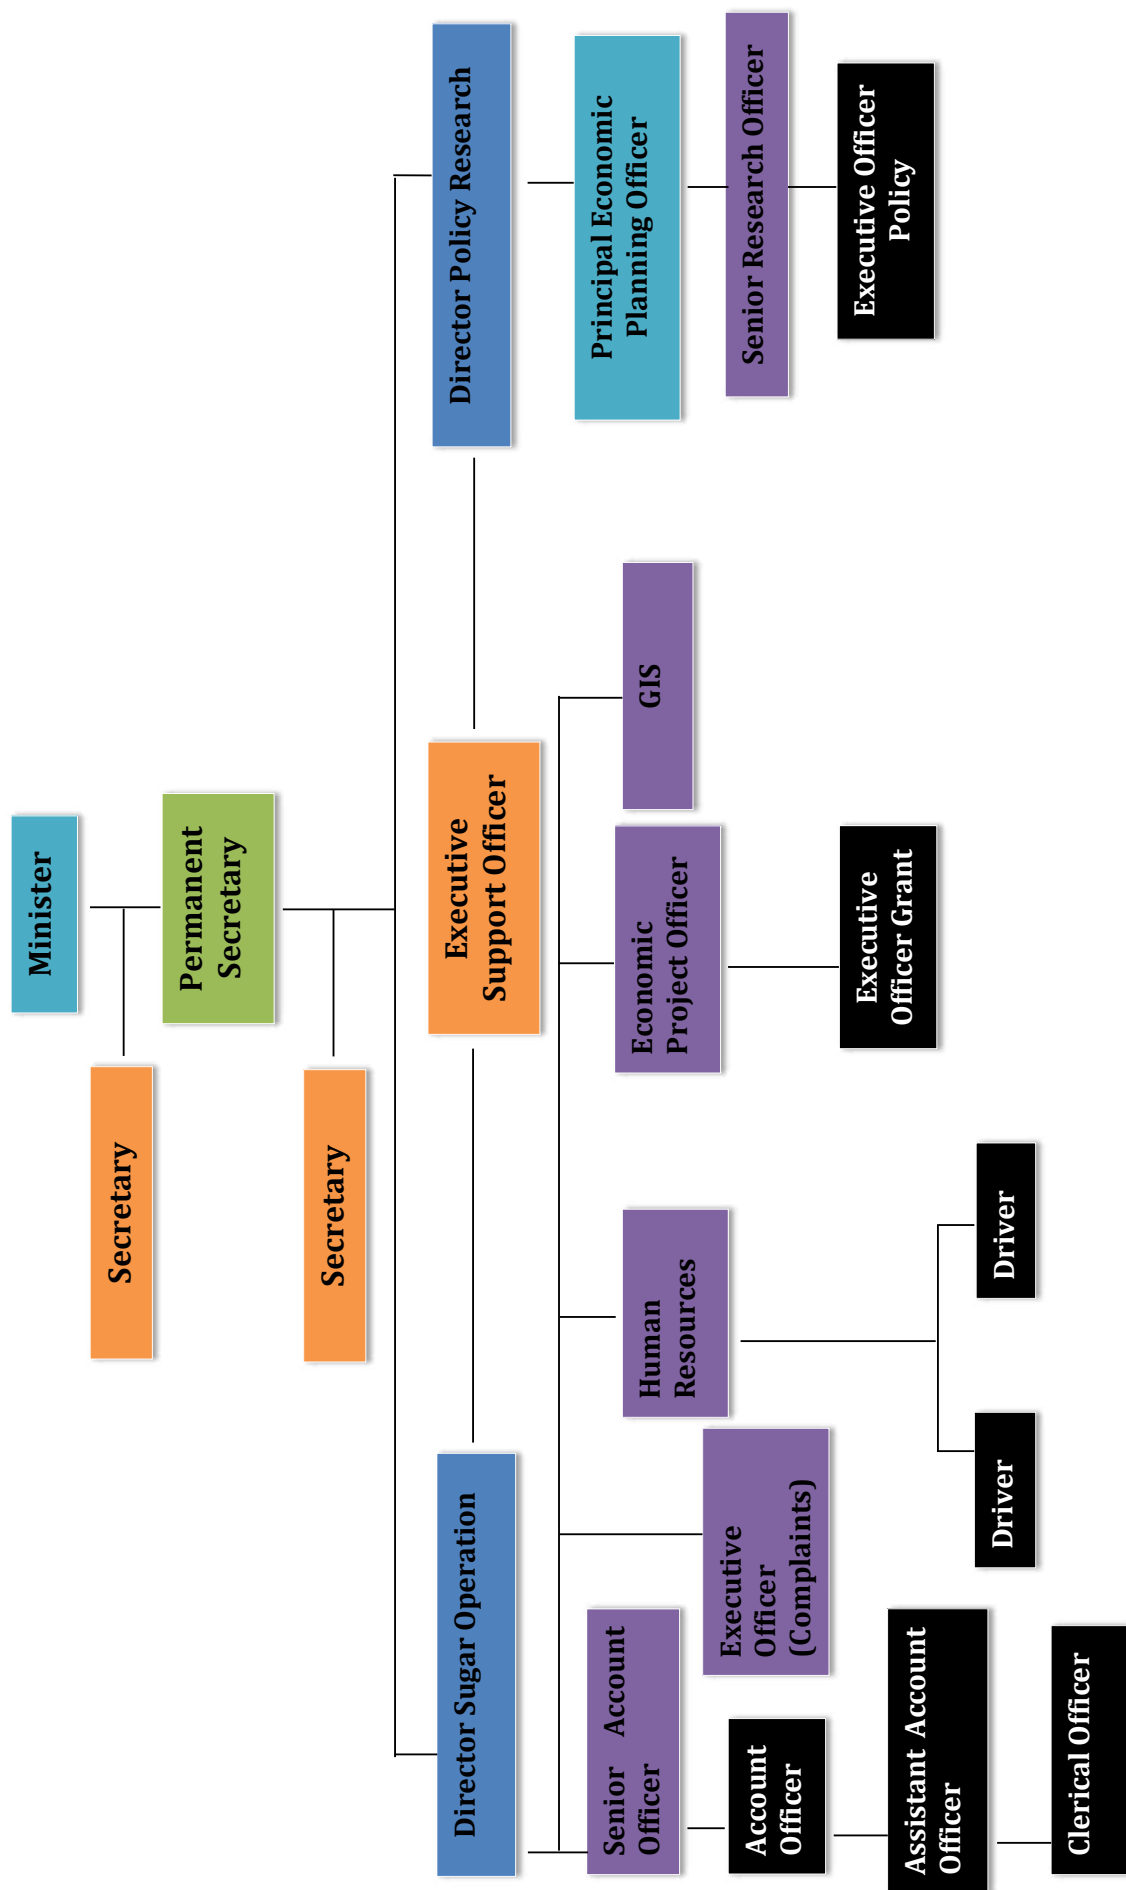 Minister
Secretary
Permanent
Secretary
Secretary
Director Sugar Operation
Executive
Support Officer
Director Policy Research
Senior Account
Officer
Executive
Officer
(Complaints)
Human
Resources
Economic
Project Officer
GIS
Principal Economic
Planning Officer
Account
Officer
Senior Research Officer
Assistant Account
Officer
Executive
Officer Grant
Executive Officer
Policy
Driver
Driver
Clerical Officer